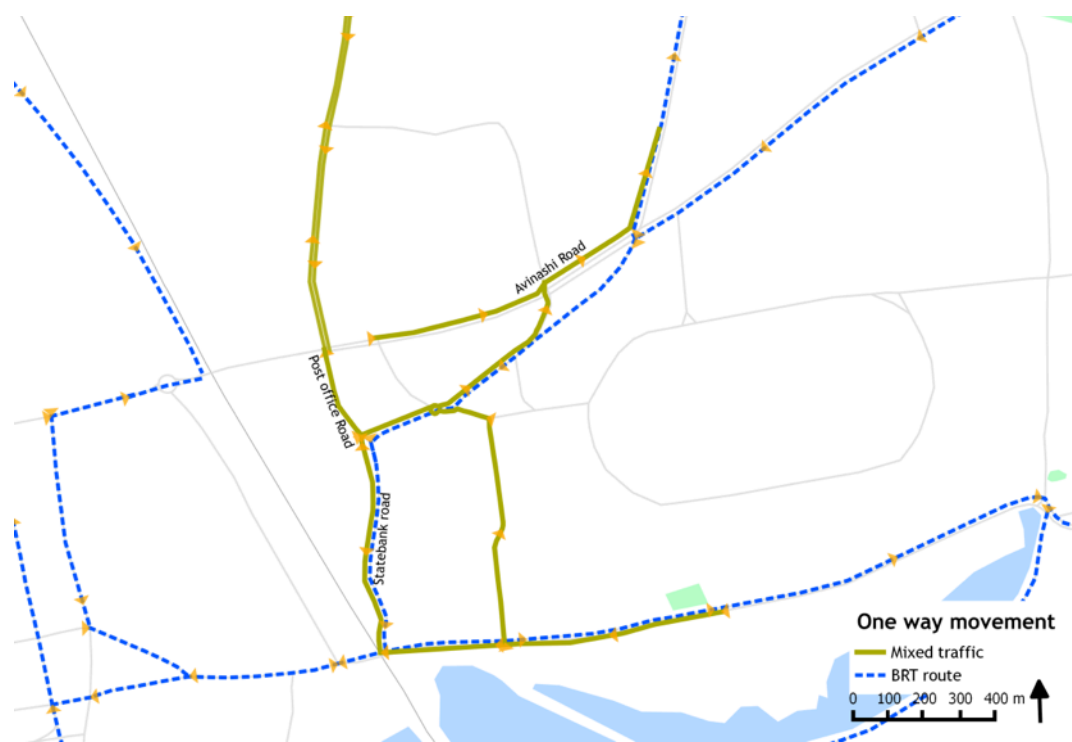 Avinashi Road
Post office Road
Statebank road
One way movement
Mixed traffic
BRT route
0 100 200 300 400 m